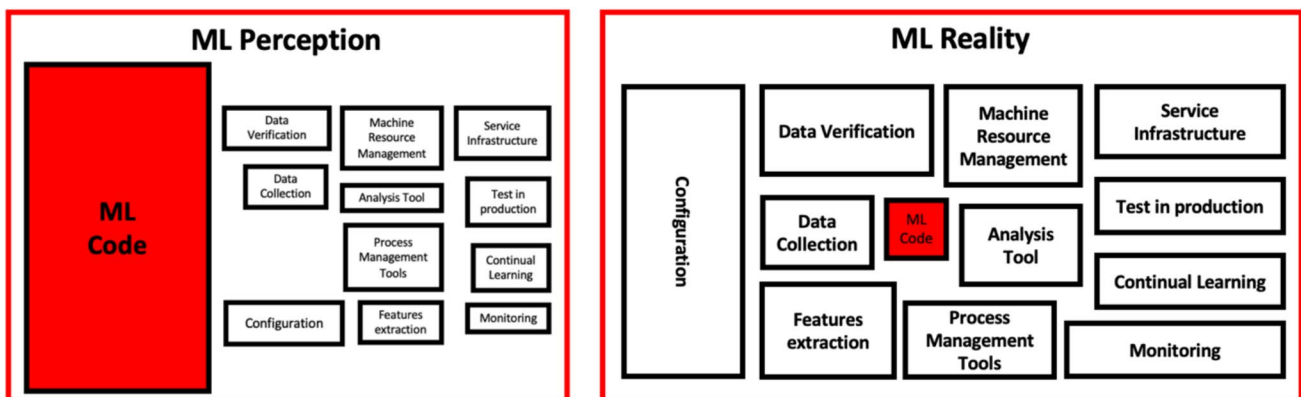 ML Perception
ML
Code
Data
Verification
Machine
Resource
Management
Service
Infrastructure
Data
Collection
Analysis Tool
Test in
production
Process
Management
Tools
Continual
Learning
Configuration
Features
extraction
Monitoring
ML Reality
Configuration
Data Verification
Machine
Resource
Management
Service
Infrastructure
Data
Collection
ML
Code
Analysis
Tool
Test in production
Continual Learning
Features
extraction
Process
Management
Tools
Monitoring